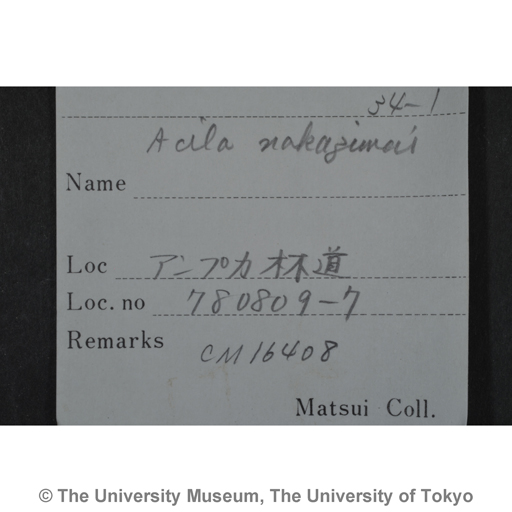 34-1
Acila nakazimai
Name
Loc アンプカ林道
Loc. no 780809-7
Remarks CM16408
Matsui Coll.
© The University Museum, The University of Tokyo